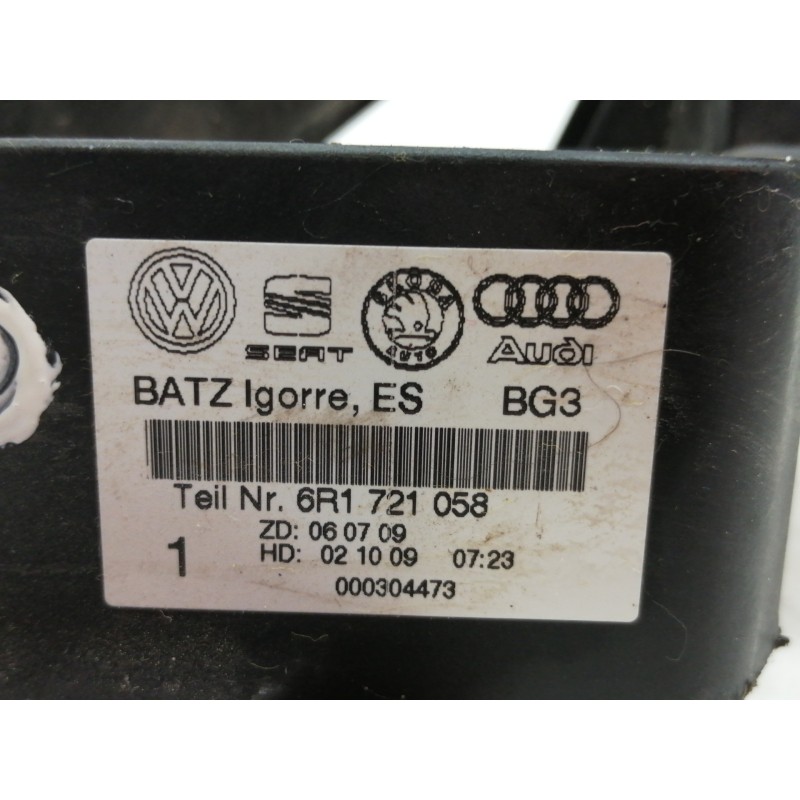 SEAT ŠKODA AUTO Audi
BATZ Igorre, ES BG3
Teil Nr. 6R1 721 058
ZD: 06 07 09
1 HD: 02 10 09 07:23
000304473